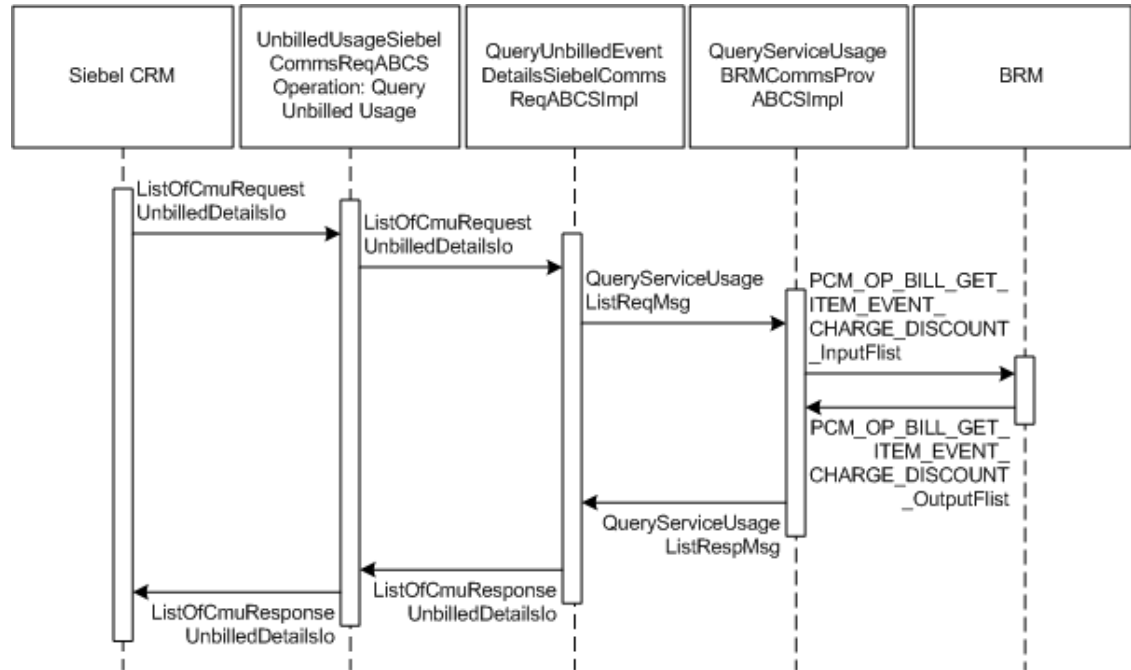 Siebel CRM
UnbilledUsageSiebel
CommsReqABCS
Operation: Query
Unbilled Usage
QueryUnbilledEvent
DetailsSiebelComms
ReqABCSImpl
QueryServiceUsage
BRMCommsProv
ABCSImpl
BRM
ListOfCmuRequest
UnbilledDetailsIo
ListOfCmuRequest
UnbilledDetailsIo
QueryServiceUsage
ListReqMsg
PCM_OP_BILL_GET_
ITEM_EVENT_
CHARGE_DISCOUNT
_InputFlist
PCM_OP_BILL_GET_
ITEM_EVENT_
CHARGE_DISCOUNT
_OutputFlist
QueryServiceUsage
ListRespMsg
ListOfCmuResponse
UnbilledDetailsIo
ListOfCmuResponse
UnbilledDetailsIo